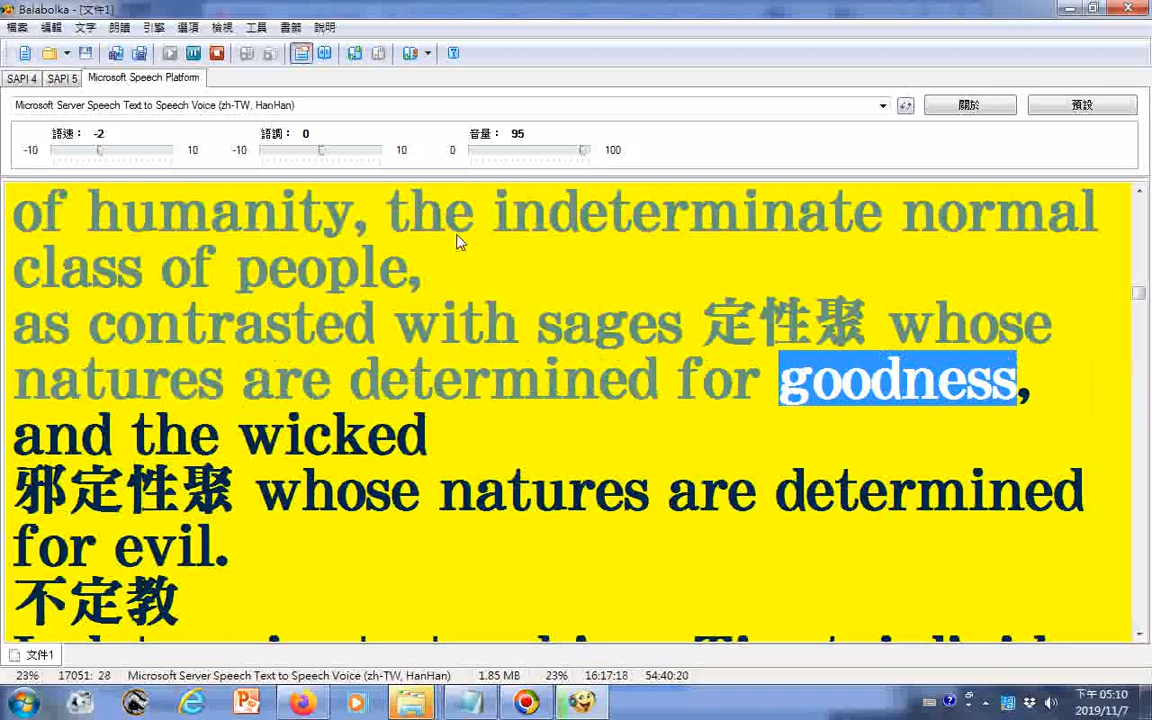 Balabolka - [文件1]
檔案 編輯 文字 朗讀 引擎 選項 檢視 工具 書籤 說明
SAPI 4 SAPI 5 Microsoft Speech Platform
Microsoft Server Speech Text to Speech Voice (zh-TW, HanHan) 關於 預設
語速: -2 語調: 0 音量: 95
-10 10 -10 10 0 100
of humanity, the indeterminate normal
class of people,
as contrasted with sages 定性聚 whose
natures are determined for goodness,
and the wicked
邪定性聚 whose natures are determined
for evil.
不定教
文件1
23% 17051: 28 Microsoft Server Speech Text to Speech Voice (zh-TW, HanHan) 1.85 MB 23% 16:17:18 54:40:20
下午 05:10
2019/11/7